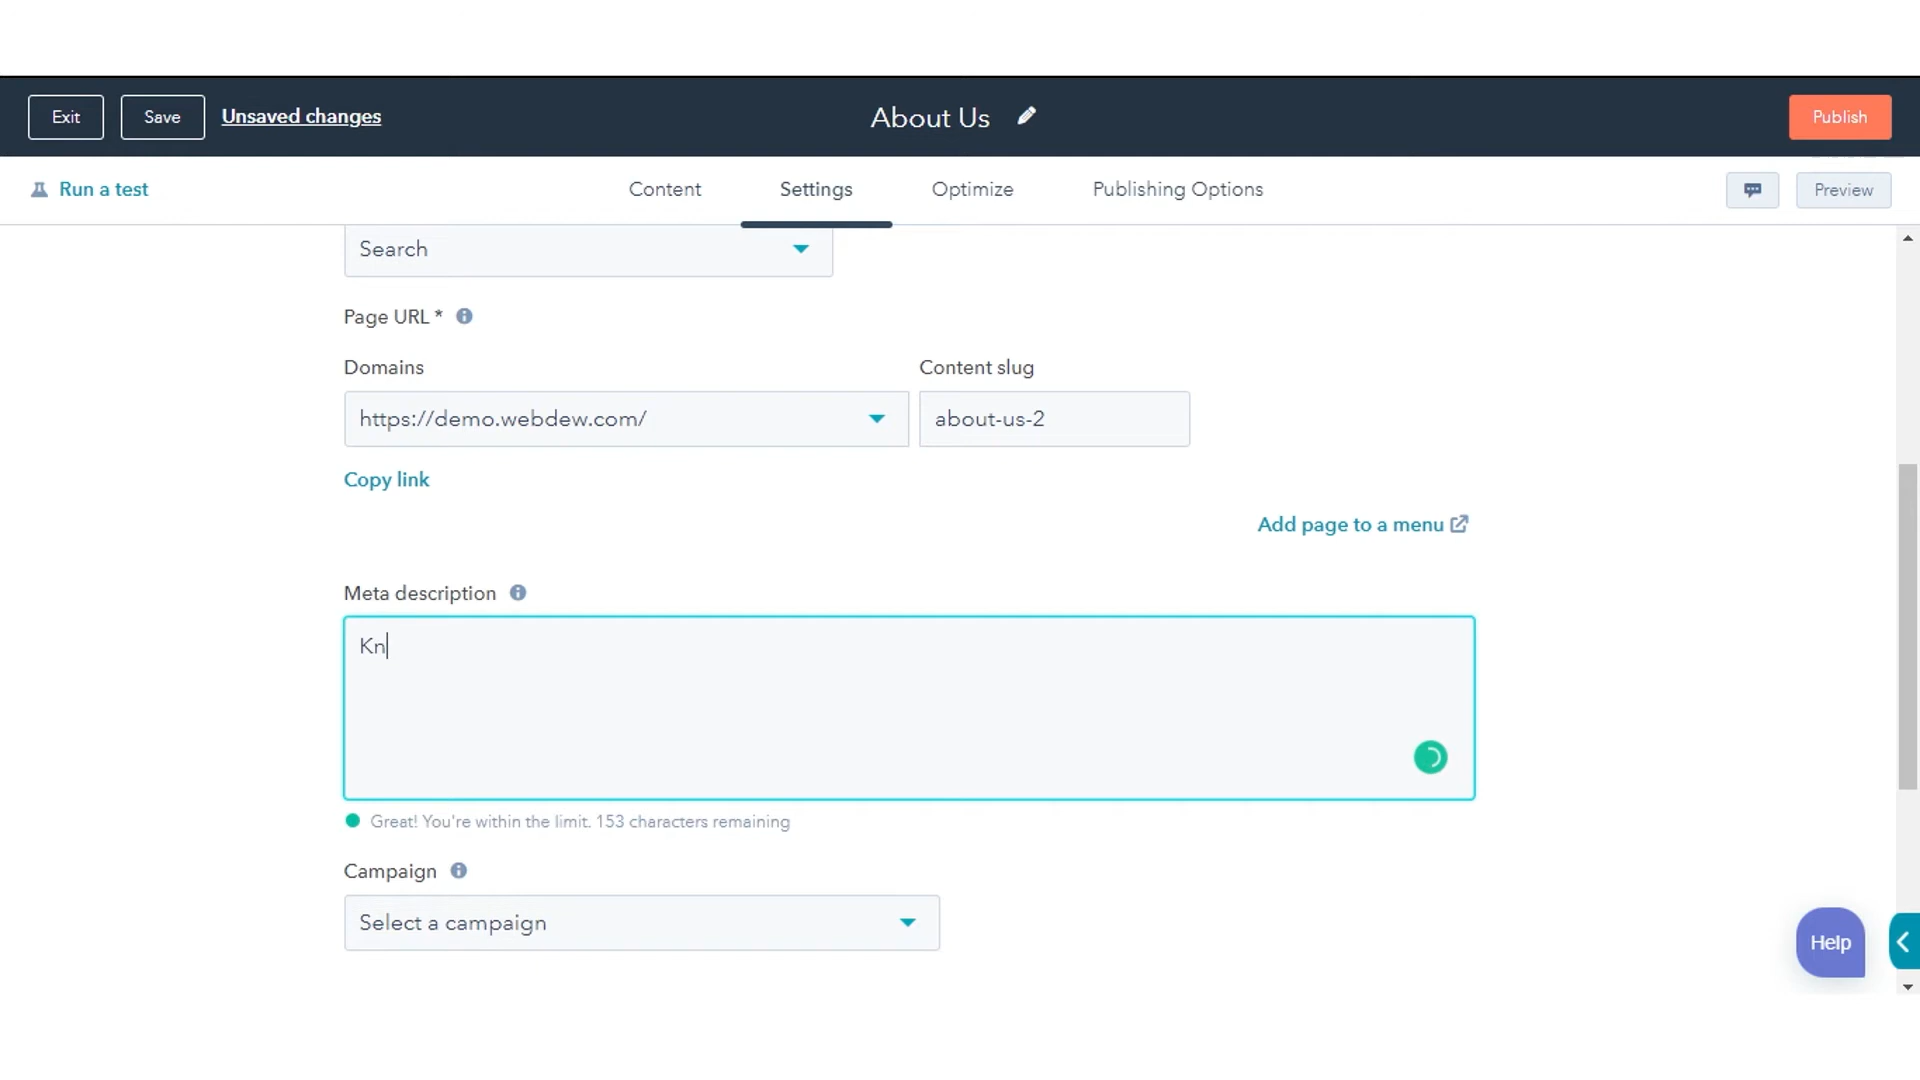 Exit
Save
Unsaved changes
About Us
Publish
Run a test
Content
Settings
Optimize
Publishing Options
Preview
Search
Page URL *
Domains
Content slug
https://demo.webdew.com/
about-us-2
Copy link
Add page to a menu
Meta description
Kn
Great! You're within the limit. 153 characters remaining
Campaign
Select a campaign
Help